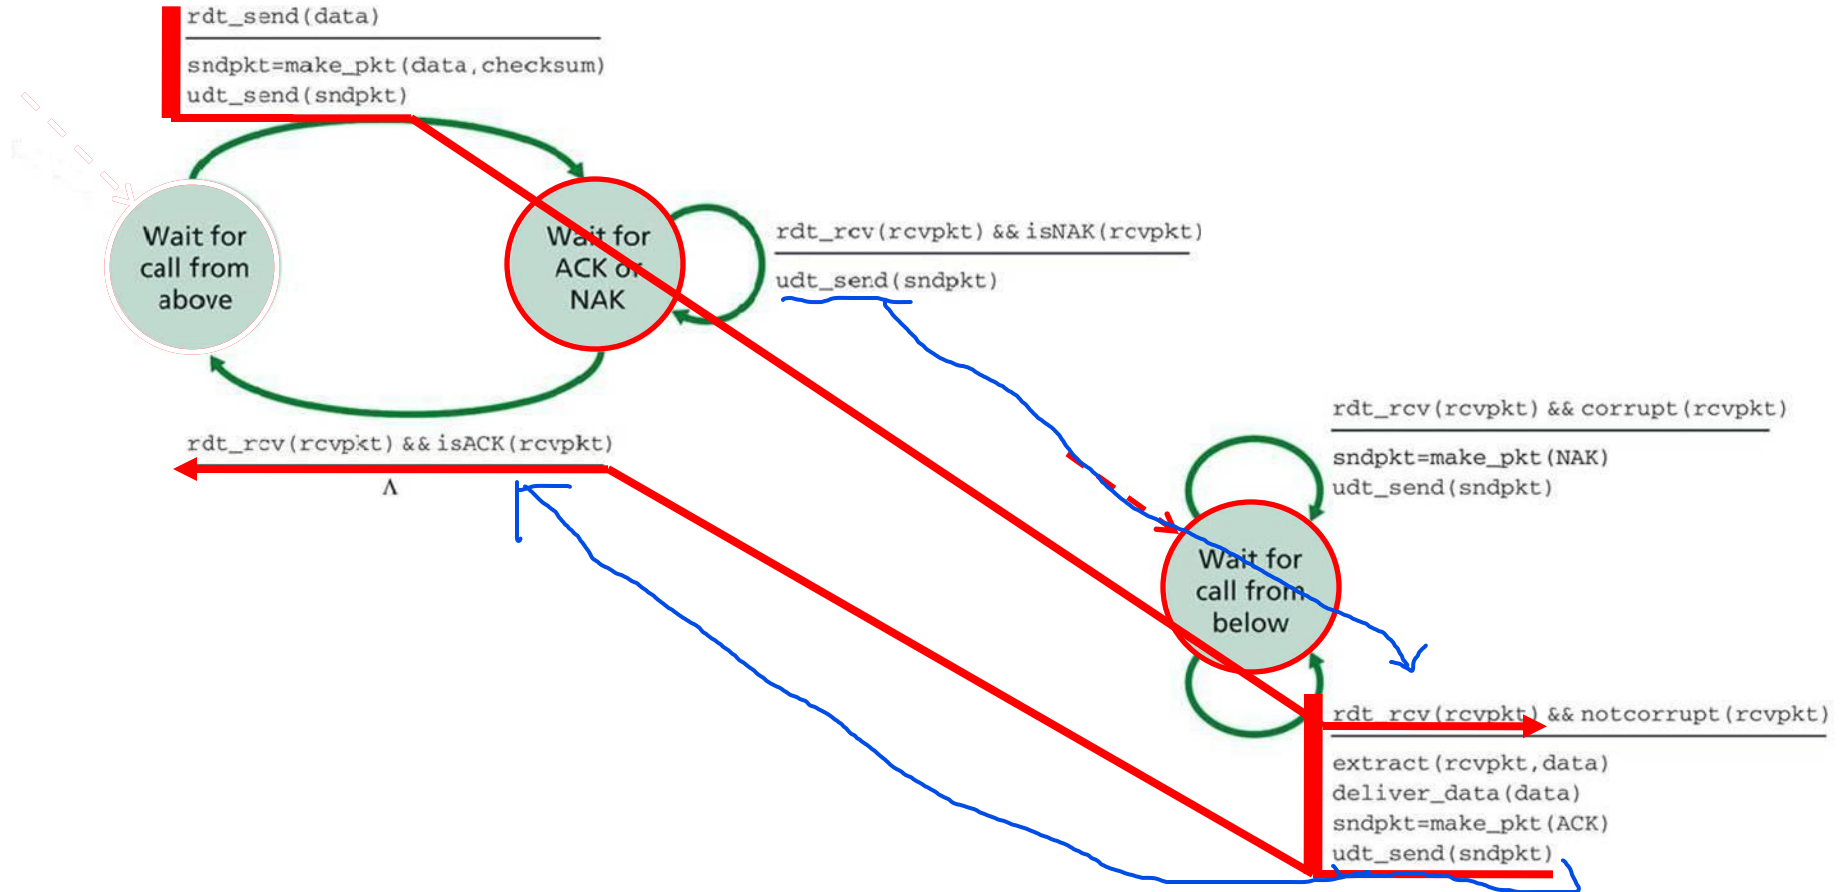 rdt_send(data)
sndpkt=make_pkt(data,checksum)
udt_send(sndpkt)
Wait for
call from
above
Wait for
ACK or
NAK
rdt_rcv(rcvpkt) && isNAK(rcvpkt)
udt_send(sndpkt)
rdt_rcv(rcvpkt) && isACK(rcvpkt)
Λ
rdt_rcv(rcvpkt) && corrupt(rcvpkt)
sndpkt=make_pkt(NAK)
udt_send(sndpkt)
Wait for
call from
below
rdt_rcv(rcvpkt) && notcorrupt(rcvpkt)
extract(rcvpkt,data)
deliver_data(data)
sndpkt=make_pkt(ACK)
udt_send(sndpkt)